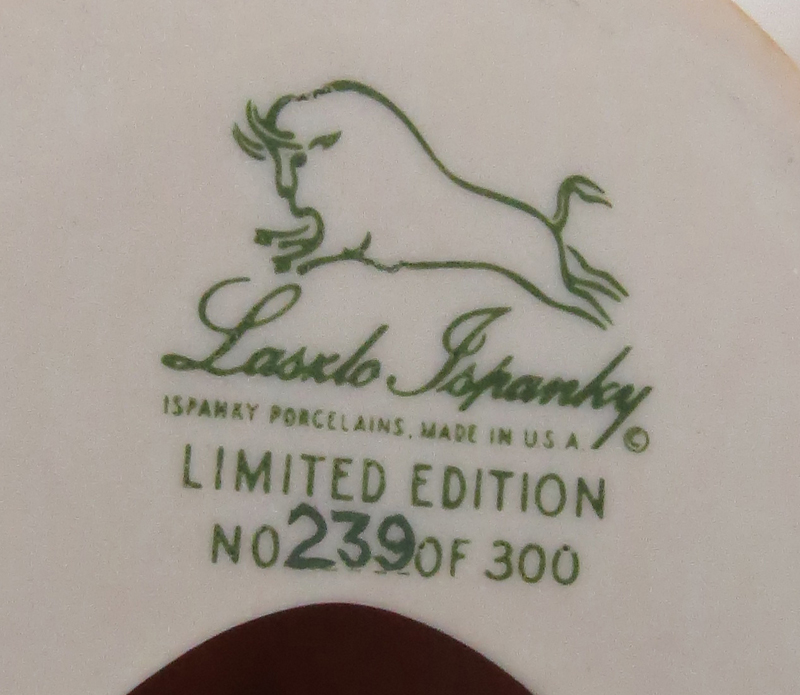 Laszlo Ispanky
ISPANKY PORCELAINS, MADE IN U.S.A. ©
LIMITED EDITION
NO 239 OF 300